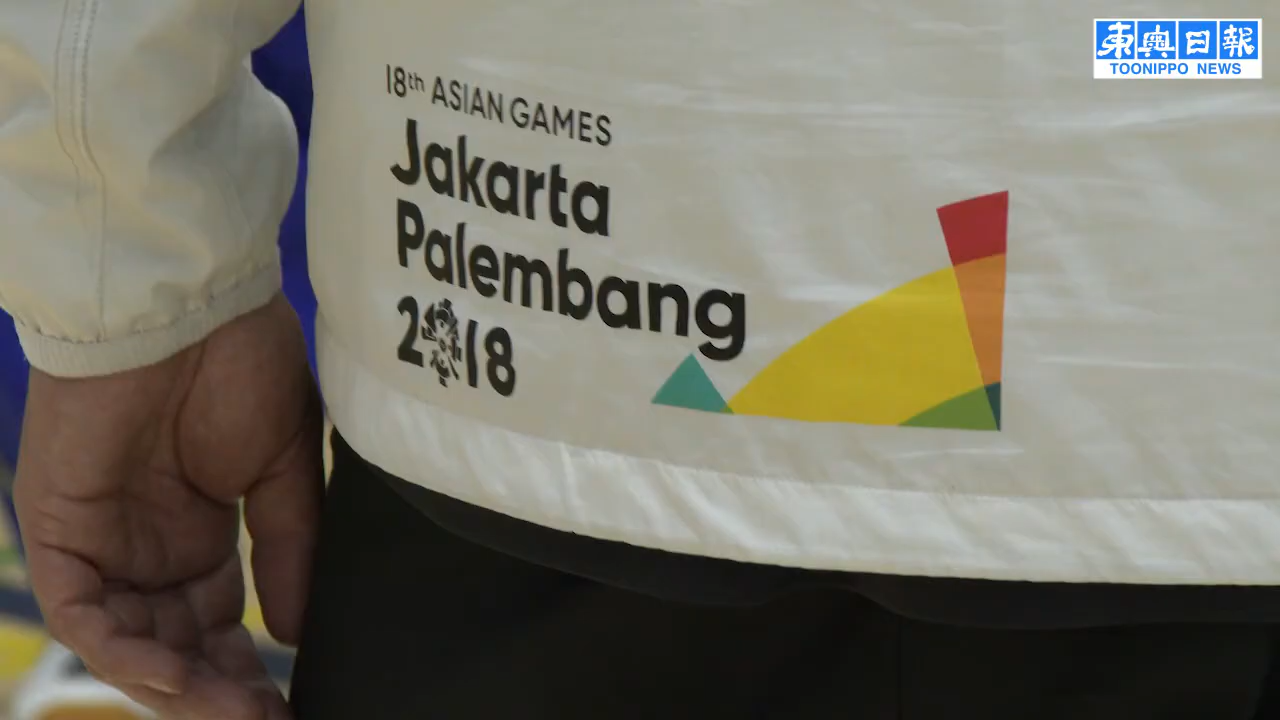 東奥日報
TOONIPPO NEWS
18th ASIAN GAMES
Jakarta
Palembang
2018